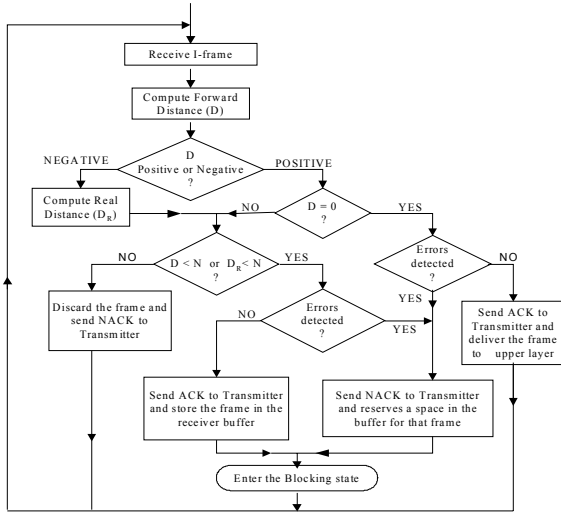 Receive I-frame
Compute Forward
Distance (D)
D
Positive or Negative
?
NEGATIVE
POSITIVE
Compute Real
Distance (DR)
NO
D = 0
?
YES
D < N or DR< N
?
NO
YES
Errors
detected
?
NO
YES
Discard the frame and
send NACK to
Transmitter
Errors
detected
?
NO
YES
Send ACK to
Transmitter and
deliver the frame
to upper layer
Send ACK to Transmitter
and store the frame in the
receiver buffer
Send NACK to Transmitter
and reserves a space in the
buffer for that frame
Enter the Blocking state